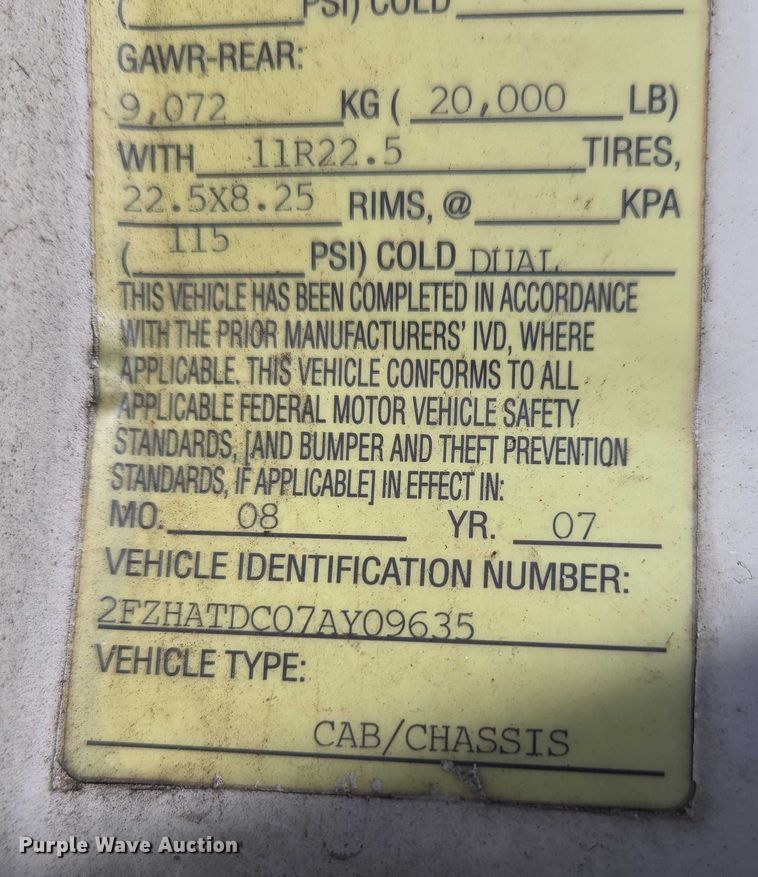 ( PSI) COLD
GAWR-REAR:
9,072 KG ( 20,000 LB)
WITH 11R22.5 TIRES,
22.5X8.25 RIMS, @ KPA
( 115 PSI) COLD DUAL
THIS VEHICLE HAS BEEN COMPLETED IN ACCORDANCE
WITH THE PRIOR MANUFACTURERS' IVD, WHERE
APPLICABLE. THIS VEHICLE CONFORMS TO ALL
APPLICABLE FEDERAL MOTOR VEHICLE SAFETY
STANDARDS, [AND BUMPER AND THEFT PREVENTION
STANDARDS, IF APPLICABLE] IN EFFECT IN:
MO. 08 YR. 07
VEHICLE IDENTIFICATION NUMBER:
2FZHATDC07AY09635
VEHICLE TYPE:
CAB/CHASSIS
Purple Wave Auction